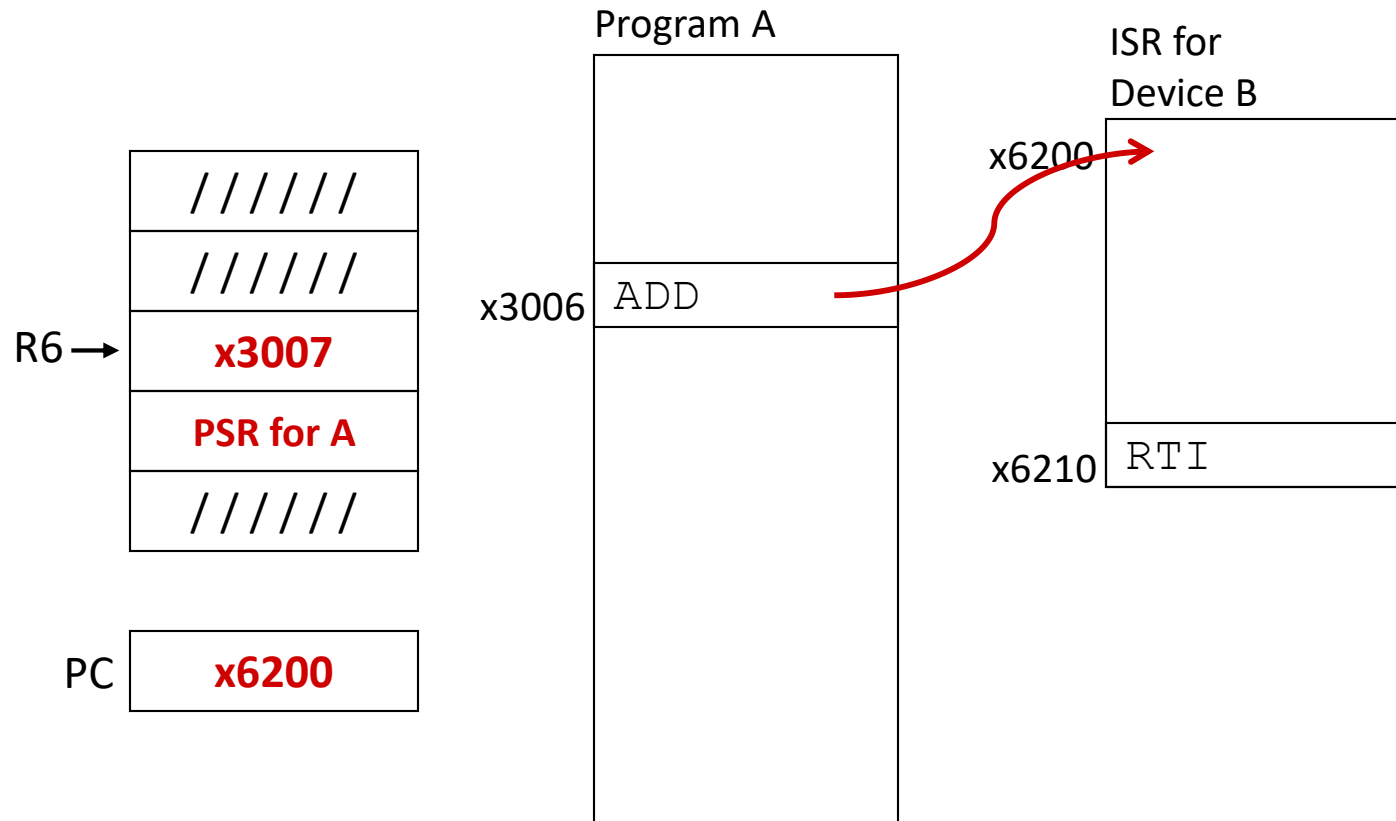 Program A
ISR for
Device B
//////
x6200
//////
x3006
ADD
R6
x3007
PSR for A
x6210
RTI
//////
PC
x6200